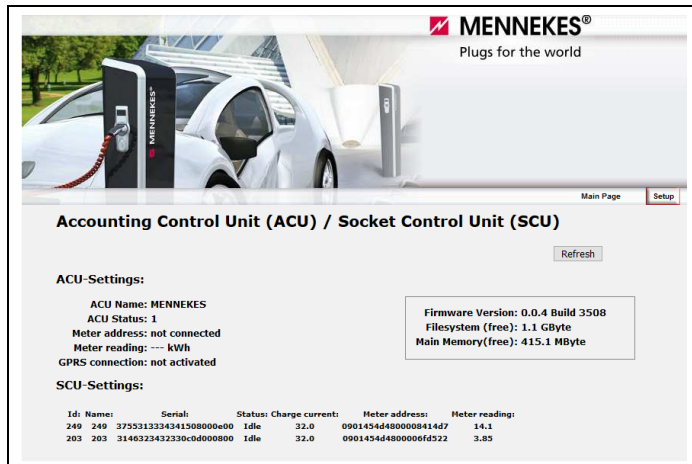 MENNEKES®
Plugs for the world
MENNEKES
Main Page Setup
Accounting Control Unit (ACU) / Socket Control Unit (SCU)
Refresh
ACU-Settings:
ACU Name: MENNEKES
ACU Status: 1
Meter address: not connected
Meter reading: --- kWh
GPRS connection: not activated
Firmware Version: 0.0.4 Build 3508
Filesystem (free): 1.1 GByte
Main Memory(free): 415.1 MByte
SCU-Settings:
Id: Name: Serial: Status: Charge current: Meter address: Meter reading:
249 249 3755313334341508000e00 Idle 32.0 0901454d4800008414d7 14.1
203 203 3146323432330c0d000800 Idle 32.0 0901454d4800006fd522 3.85